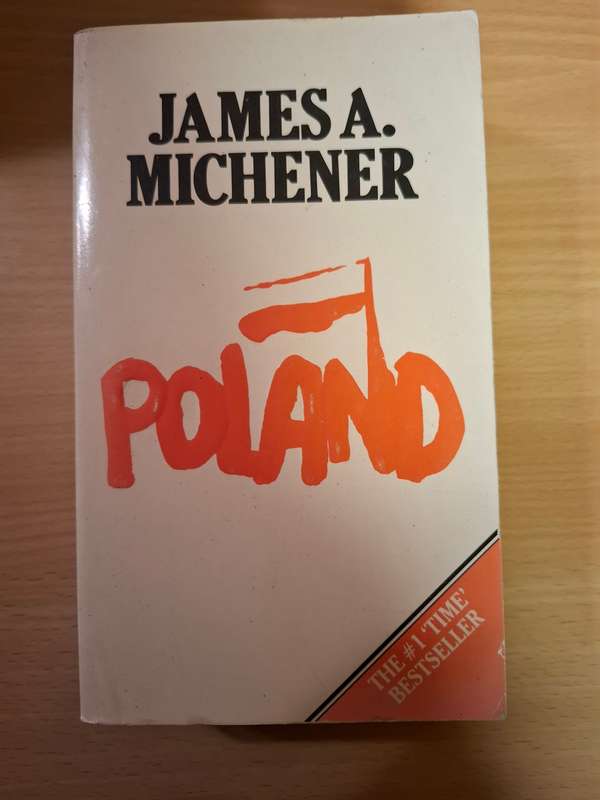 JAMES A.
MICHENER
POLAND
THE #1 'TIME'
BESTSELLER